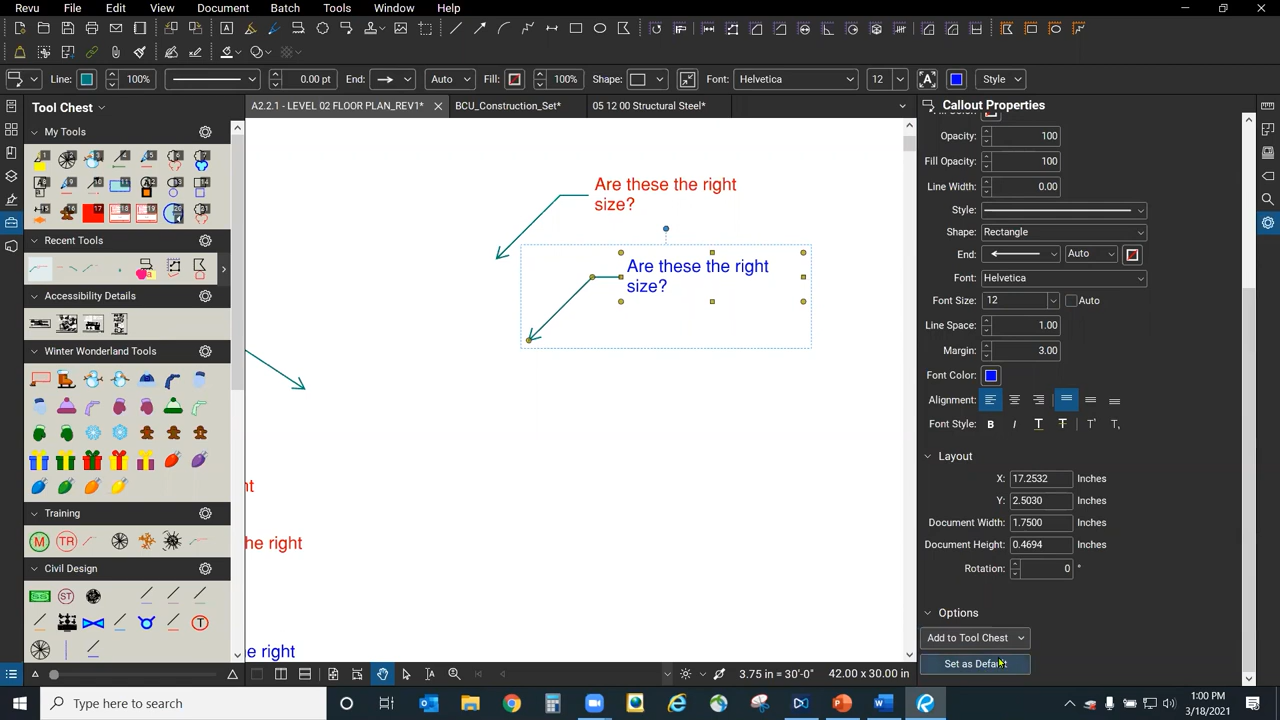 Revu File Edit View Document Batch Tools Window Help
Line: 100% 0.00 pt End: Auto Fill: 100% Shape: Font: Helvetica 12 A Style
Tool Chest
A2.2.1 - LEVEL 02 FLOOR PLAN_REV1* BCU_Construction_Set* 05 12 00 Structural Steel*
Callout Properties
My Tools
Recent Tools
Accessibility Details
Winter Wonderland Tools
Training
M TR
Civil Design
ST
T
Are these the right
size?
Are these the right
size?
ht
he right
e right
Opacity: 100
Fill Opacity: 100
Line Width: 0.00
Style:
Shape: Rectangle
End: Auto
Font: Helvetica
Font Size: 12 Auto
Line Space: 1.00
Margin: 3.00
Font Color:
Alignment:
Font Style: B I T T T T
Layout
X: 17.2532 Inches
Y: 2.5030 Inches
Document Width: 1.7500 Inches
Document Height: 0.4694 Inches
Rotation: 0 °
Options
Add to Tool Chest
Set as Default
3.75 in = 30'-0" 42.00 x 30.00 in
Type here to search
1:00 PM
3/18/2021